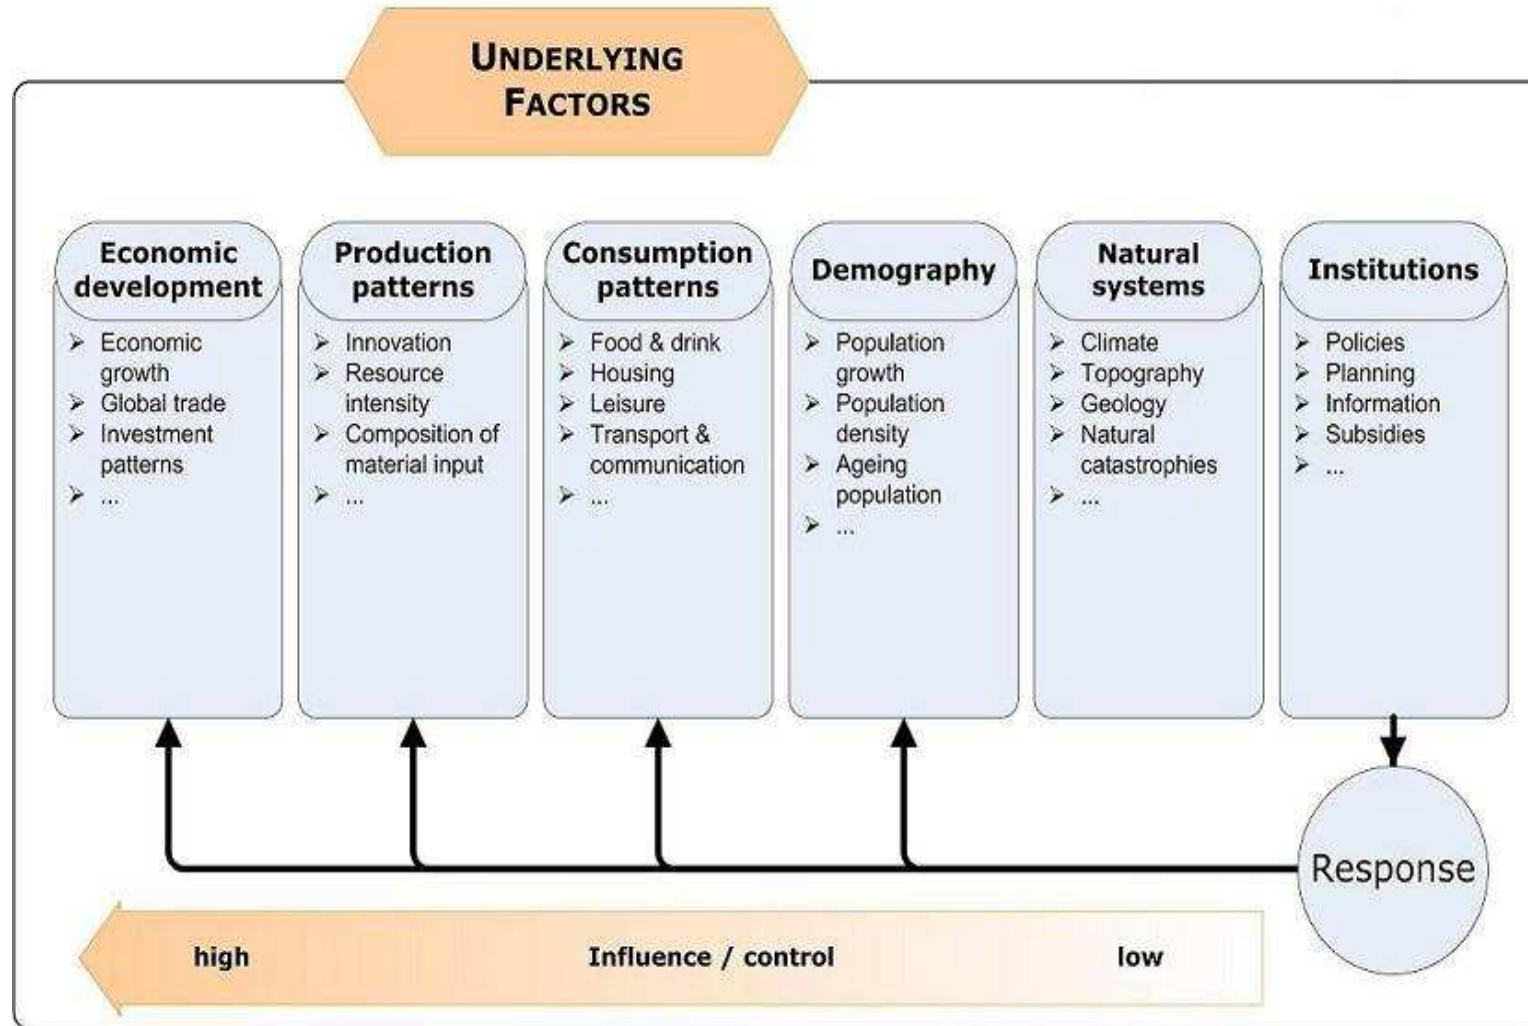 UNDERLYING
FACTORS
Economic
development
➢ Economic
growth
➢ Global trade
➢ Investment
patterns
➢ ...
Production
patterns
➢ Innovation
➢ Resource
intensity
➢ Composition of
material input
➢ ...
Consumption
patterns
➢ Food & drink
➢ Housing
➢ Leisure
➢ Transport &
communication
➢ ...
Demography
➢ Population
growth
➢ Population
density
➢ Ageing
population
➢ ...
Natural
systems
➢ Climate
➢ Topography
➢ Geology
➢ Natural
catastrophies
➢ ...
Institutions
➢ Policies
➢ Planning
➢ Information
➢ Subsidies
➢ ...
Response
high Influence / control low